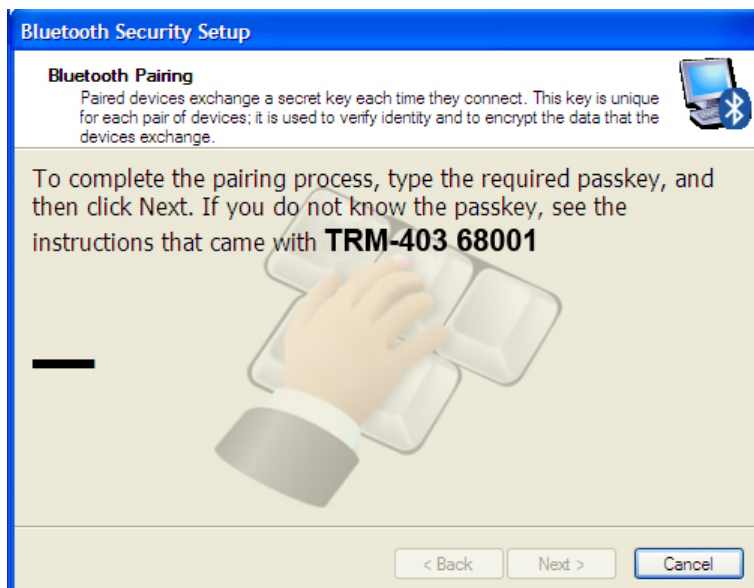 Bluetooth Security Setup
Bluetooth Pairing
Paired devices exchange a secret key each time they connect. This key is unique
for each pair of devices; it is used to verify identity and to encrypt the data that the
devices exchange.
To complete the pairing process, type the required passkey, and
then click Next. If you do not know the passkey, see the
instructions that came with TRM-403 68001
< Back
Next >
Cancel